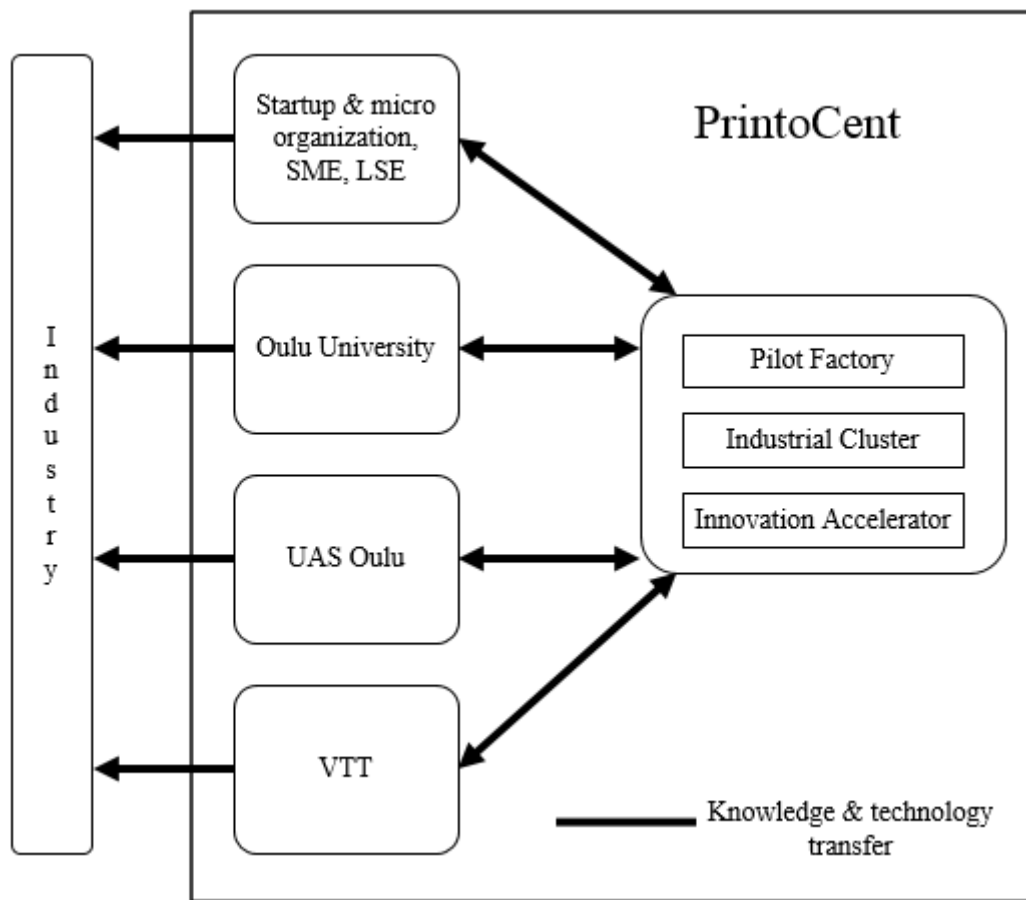 Industry
Startup & micro
organization,
SME, LSE
PrintoCent
Oulu University
UAS Oulu
VTT
Pilot Factory
Industrial Cluster
Innovation Accelerator
Knowledge & technology
transfer